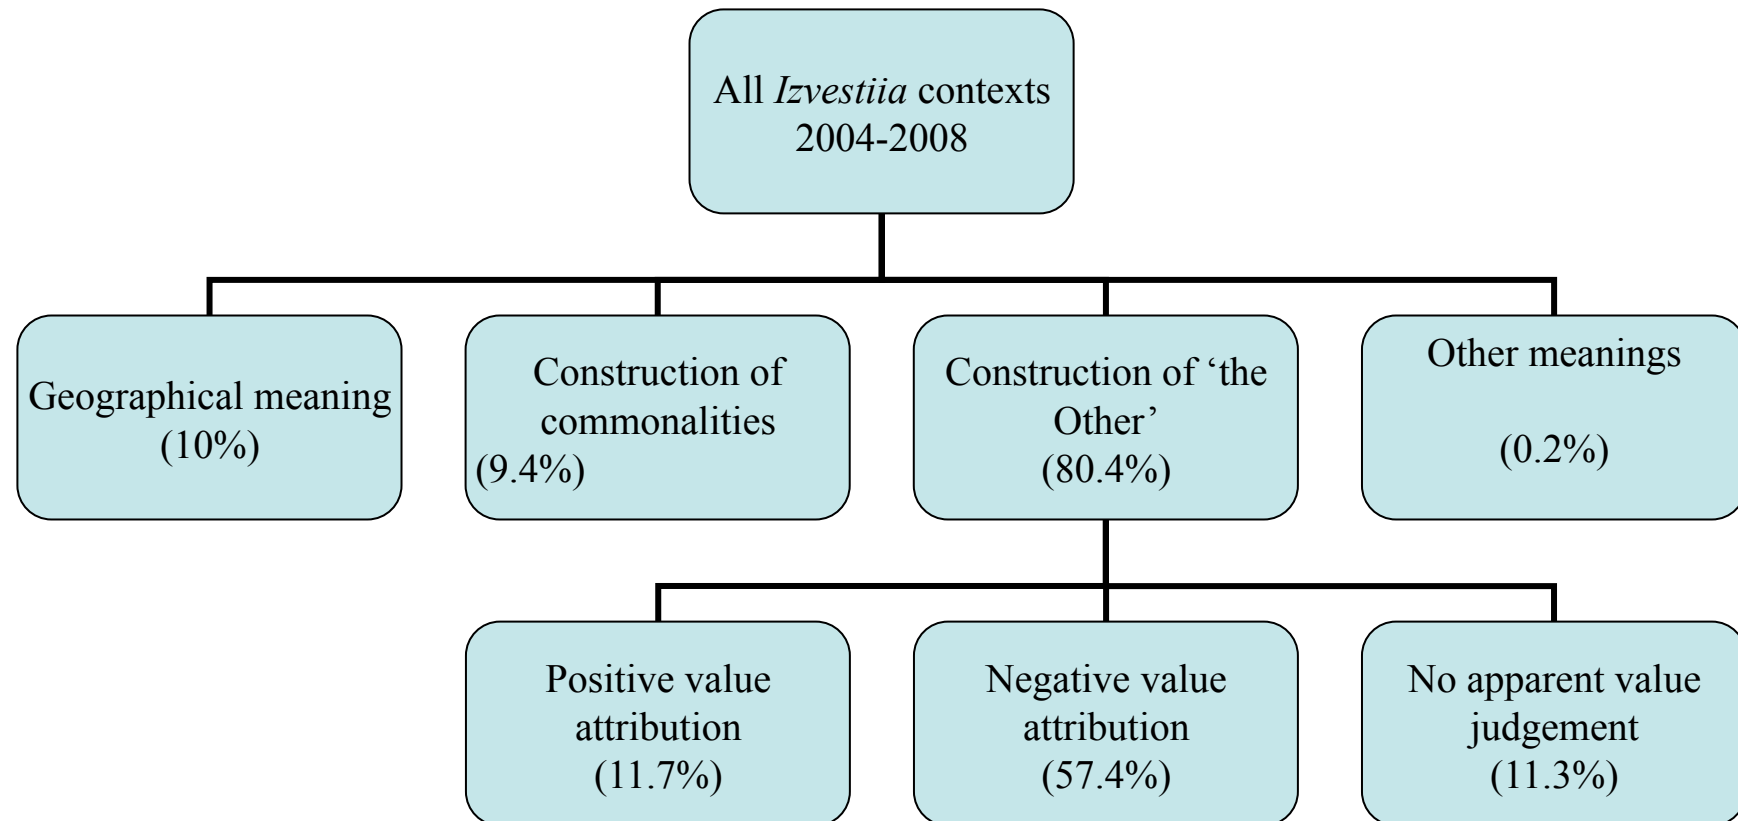 All Izvestiia contexts
2004-2008
Geographical meaning
(10%)
Construction of
commonalities
(9.4%)
Construction of ‘the
Other’
(80.4%)
Other meanings
(0.2%)
Positive value
attribution
(11.7%)
Negative value
attribution
(57.4%)
No apparent value
judgement
(11.3%)